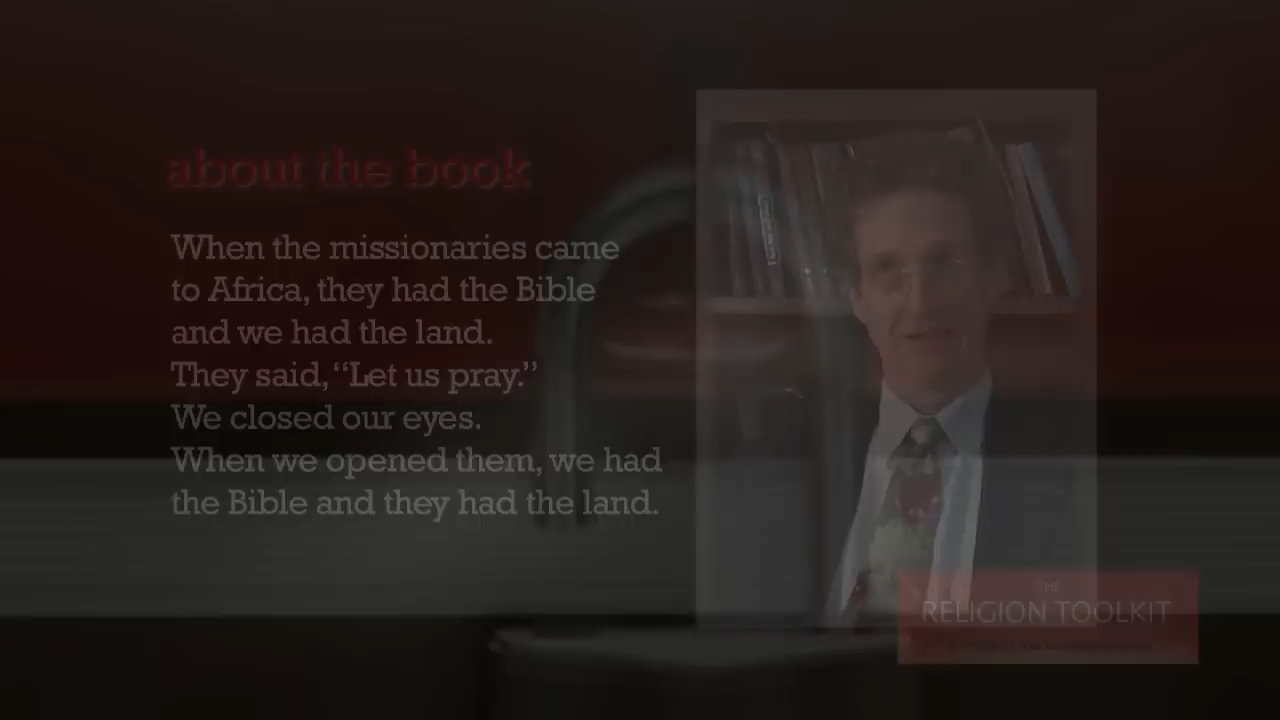 about the book
When the missionaries came
to Africa, they had the Bible
and we had the land.
They said, “Let us pray.”
We closed our eyes.
When we opened them, we had
the Bible and they had the land.
THE
RELIGION TOOLKIT